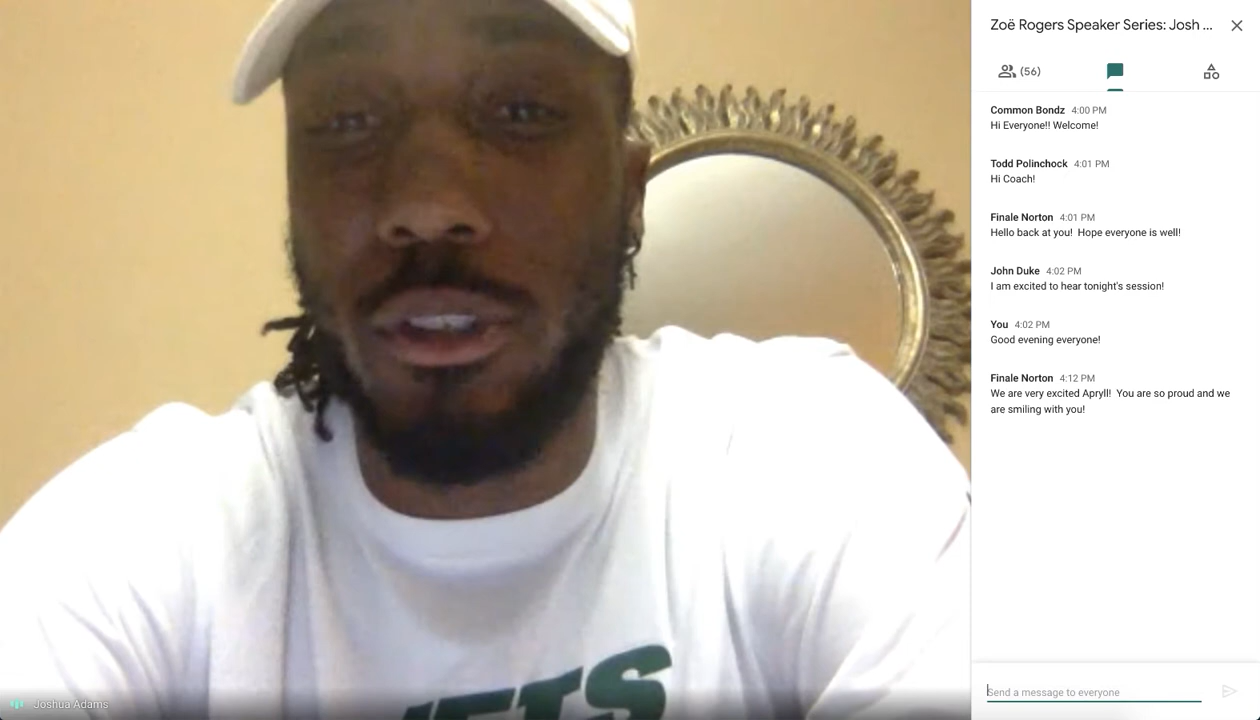 Zoë Rogers Speaker Series: Josh ...
(56)
Common Bondz 4:00 PM
Hi Everyone!! Welcome!
Todd Polinchock 4:01 PM
Hi Coach!
Finale Norton 4:01 PM
Hello back at you! Hope everyone is well!
John Duke 4:02 PM
I am excited to hear tonight's session!
You 4:02 PM
Good evening everyone!
Finale Norton 4:12 PM
We are very excited Apryll! You are so proud and we
are smiling with you!
Send a message to everyone
JETS
Joshua Adams